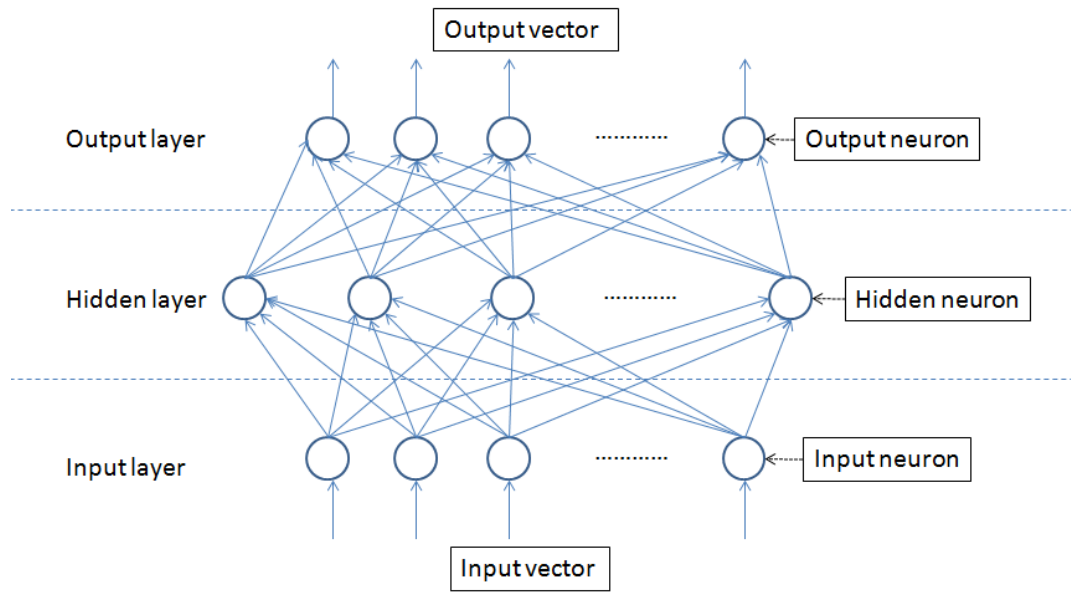 Output vector
Output layer
…………
Output neuron
Hidden layer
…………
Hidden neuron
Input layer
…………
Input neuron
Input vector